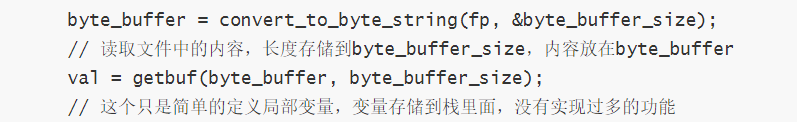 byte_buffer = convert_to_byte_string(fp, &byte_buffer_size);
// 读取文件中的内容，长度存储到byte_buffer_size，内容放在byte_buffer
val = getbuf(byte_buffer, byte_buffer_size);
// 这个只是简单的定义局部变量，变量存储到栈里面，没有实现过多的功能